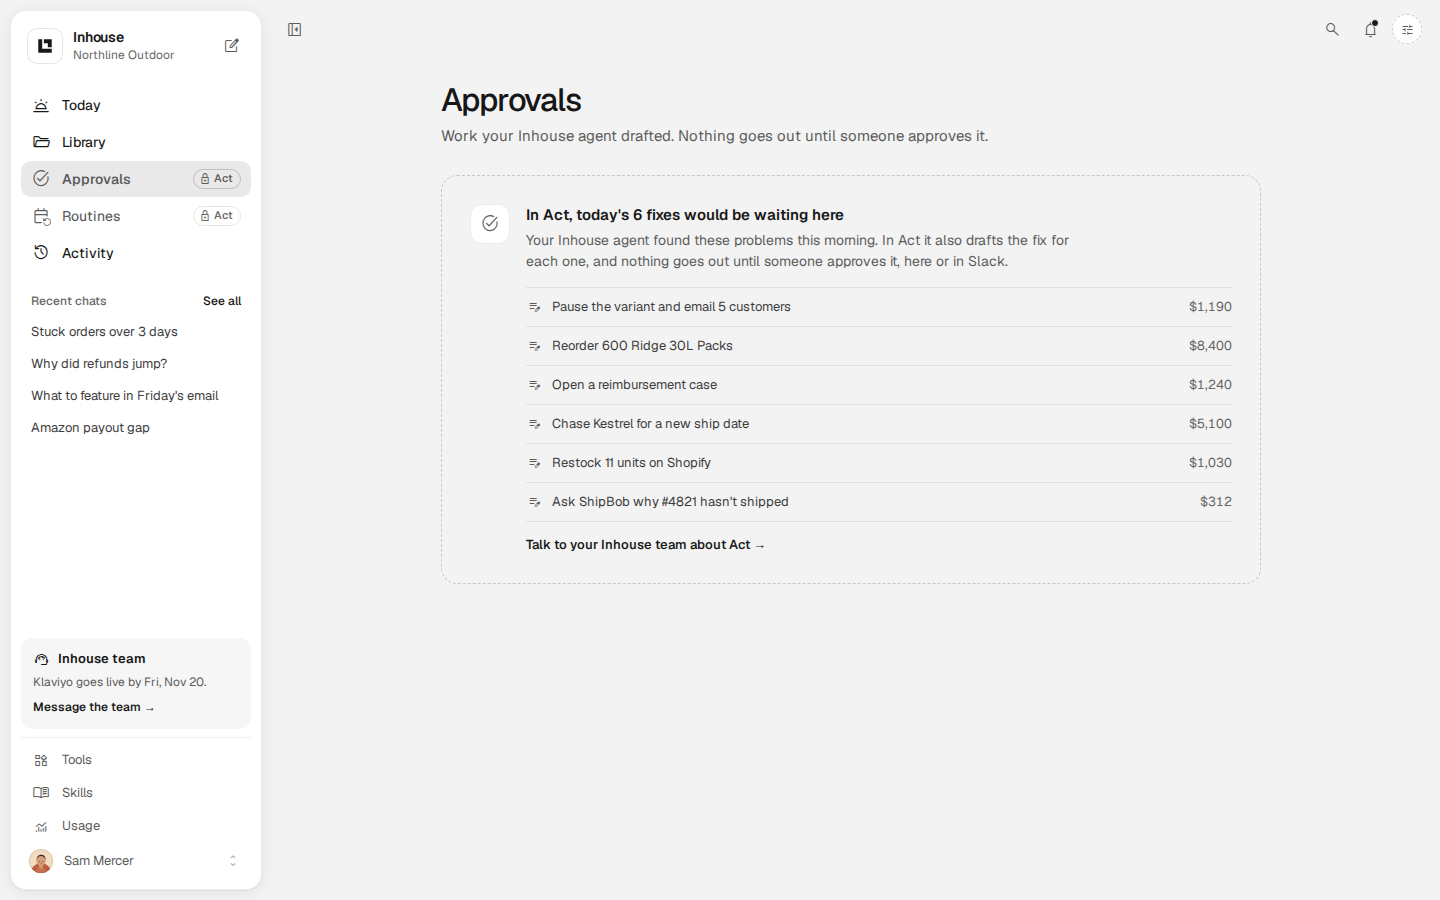 Inhouse
Northline Outdoor
Today
Library
Approvals
Act
Routines
Act
Activity
Recent chats
See all
Stuck orders over 3 days
Why did refunds jump?
What to feature in Friday's email
Amazon payout gap
Inhouse team
Klaviyo goes live by Fri, Nov 20.
Message the team →
Tools
Skills
Usage
Sam Mercer
Approvals
Work your Inhouse agent drafted. Nothing goes out until someone approves it.
In Act, today's 6 fixes would be waiting here
Your Inhouse agent found these problems this morning. In Act it also drafts the fix for
each one, and nothing goes out until someone approves it, here or in Slack.
Pause the variant and email 5 customers $1,190
Reorder 600 Ridge 30L Packs $8,400
Open a reimbursement case $1,240
Chase Kestrel for a new ship date $5,100
Restock 11 units on Shopify $1,030
Ask ShipBob why #4821 hasn't shipped $312
Talk to your Inhouse team about Act →